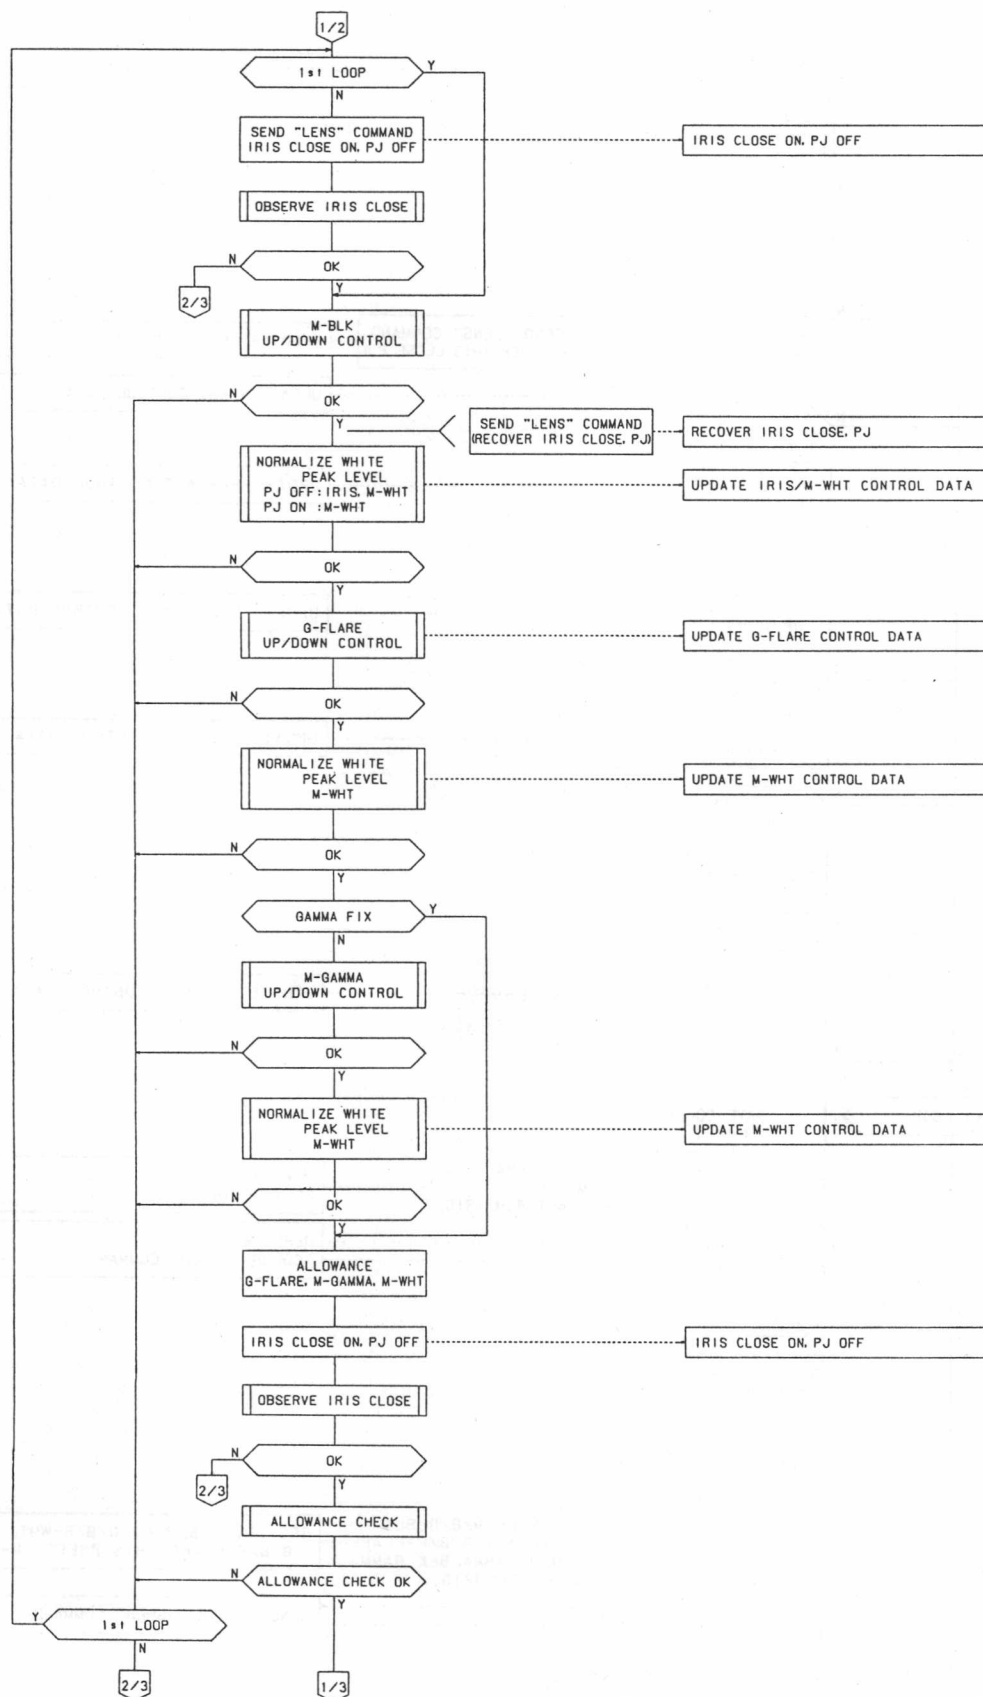 1/2
1st LOOP
Y
N
SEND "LENS" COMMAND
IRIS CLOSE ON, PJ OFF
IRIS CLOSE ON, PJ OFF
OBSERVE IRIS CLOSE
N
OK
Y
2/3
M-BLK
UP/DOWN CONTROL
N
OK
Y
SEND "LENS" COMMAND
(RECOVER IRIS CLOSE, PJ)
RECOVER IRIS CLOSE, PJ
NORMALIZE WHITE
PEAK LEVEL
PJ OFF:IRIS, M-WHT
PJ ON :M-WHT
UPDATE IRIS/M-WHT CONTROL DATA
N
OK
Y
G-FLARE
UP/DOWN CONTROL
UPDATE G-FLARE CONTROL DATA
N
OK
Y
NORMALIZE WHITE
PEAK LEVEL
M-WHT
UPDATE M-WHT CONTROL DATA
N
OK
Y
GAMMA FIX
Y
N
M-GAMMA
UP/DOWN CONTROL
N
OK
Y
NORMALIZE WHITE
PEAK LEVEL
M-WHT
UPDATE M-WHT CONTROL DATA
N
OK
Y
ALLOWANCE
G-FLARE, M-GAMMA, M-WHT
IRIS CLOSE ON, PJ OFF
IRIS CLOSE ON, PJ OFF
OBSERVE IRIS CLOSE
N
OK
Y
2/3
ALLOWANCE CHECK
N
ALLOWANCE CHECK OK
Y
Y
1st LOOP
N
2/3
1/3